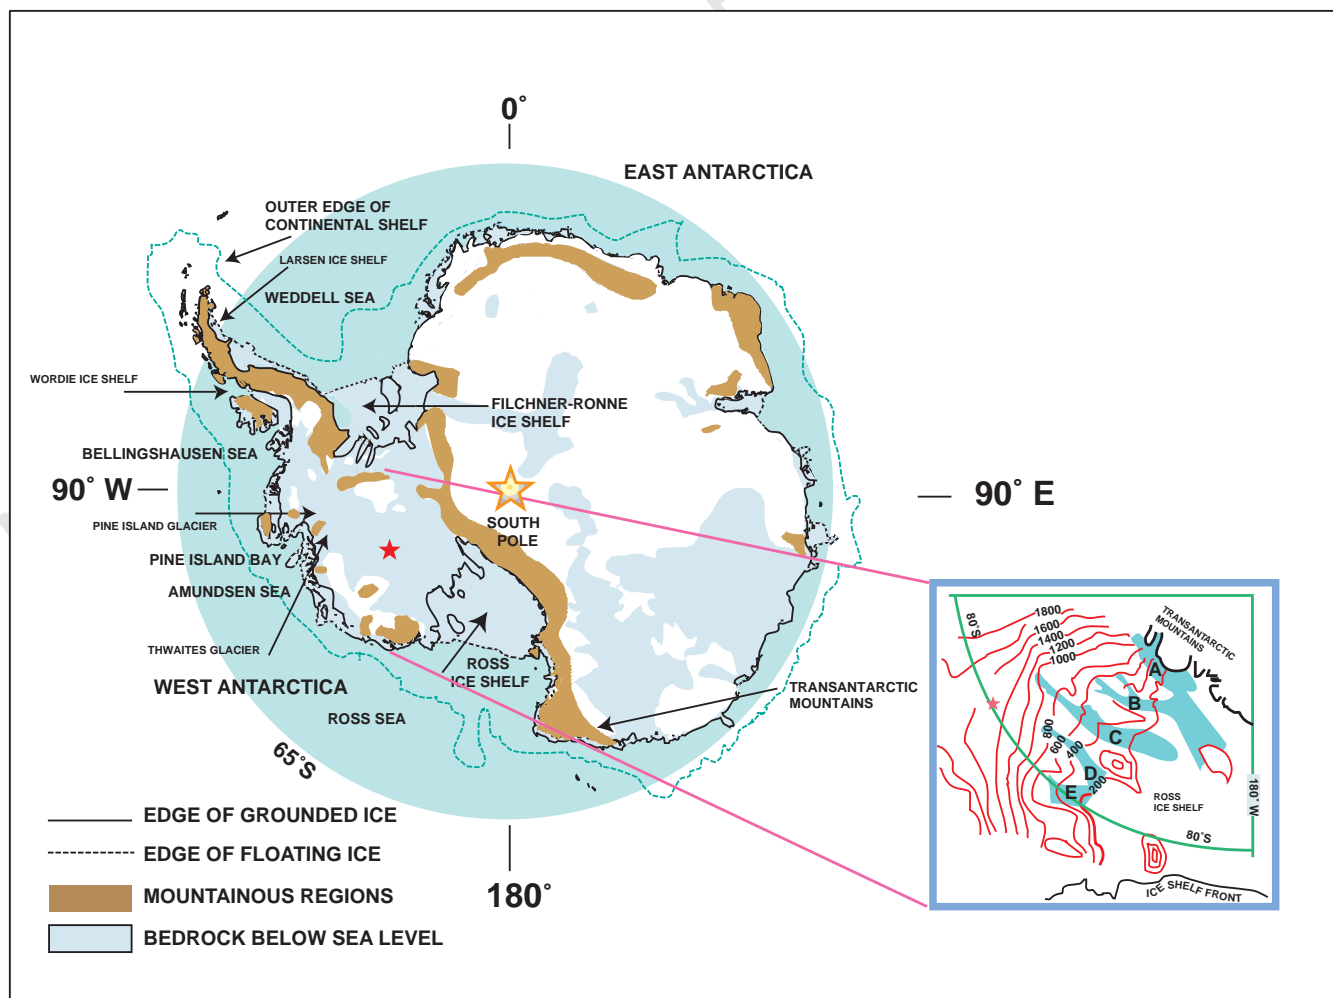 0°
EAST ANTARCTICA
OUTER EDGE OF
CONTINENTAL SHELF
LARSEN ICE SHELF
WEDDELL SEA
WORDIE ICE SHELF
FILCHNER-RONNE
ICE SHELF
BELLINGSHAUSEN SEA
90° W
90° E
PINE ISLAND GLACIER
SOUTH
POLE
PINE ISLAND BAY
AMUNDSEN SEA
THWAITES GLACIER
ROSS
ICE SHELF
WEST ANTARCTICA
TRANSANTARCTIC
MOUNTAINS
ROSS SEA
65°S
180°
EDGE OF GROUNDED ICE
EDGE OF FLOATING ICE
MOUNTAINOUS REGIONS
BEDROCK BELOW SEA LEVEL
80°S
1800
1600
1400
1200
1000
TRANSANTARCTIC
MOUNTAINS
A
B
C
800
600
400
D
200
E
ROSS
ICE SHELF
180° W
80°S
ICE SHELF FRONT